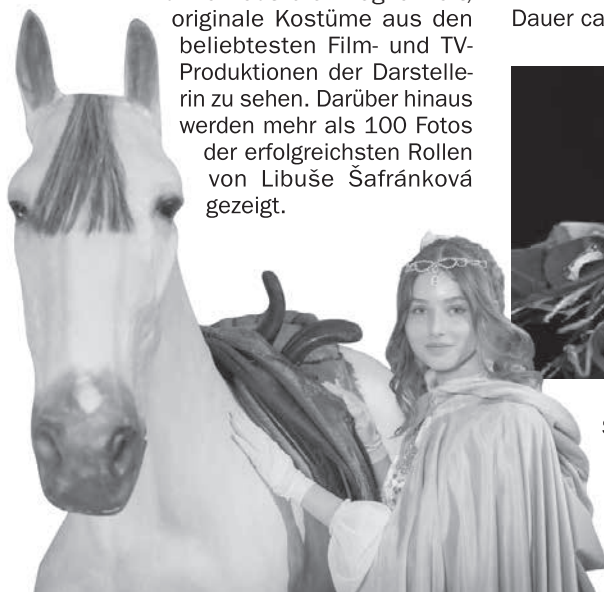 originale Kostüme aus den
beliebtesten Film- und TV-
Produktionen der Darstelle-
rin zu sehen. Darüber hinaus
werden mehr als 100 Fotos
der erfolgreichsten Rollen
von Libuše Šafránková
gezeigt.
Dauer ca